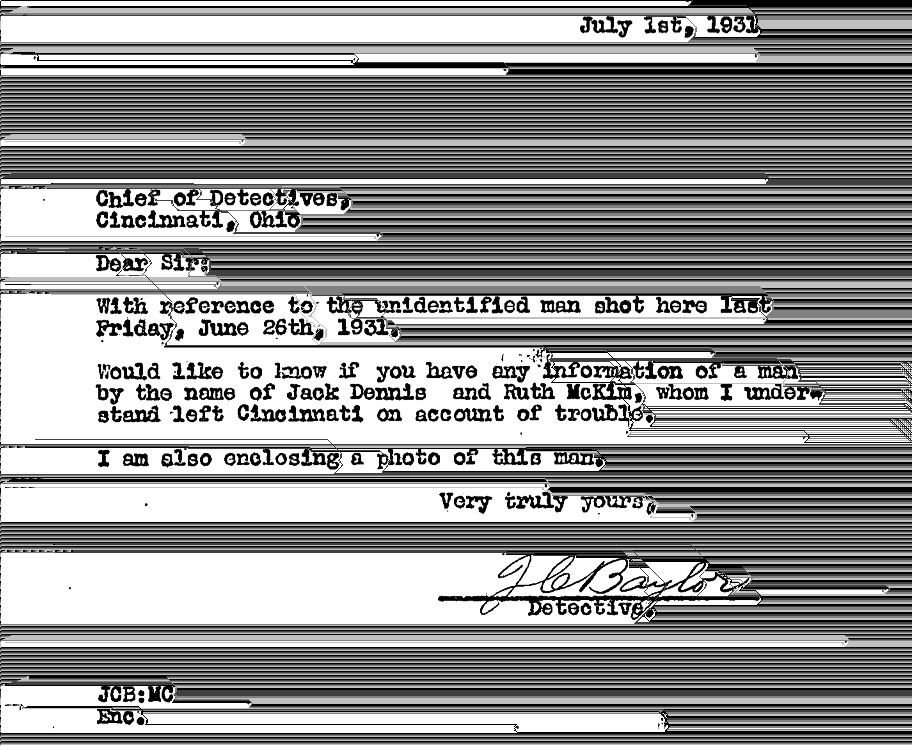 July 1st, 1931
Chief of Detectives,
Cincinnati, Ohio
Dear Sir:
With reference to the unidentified man shot here last
Friday, June 26th, 1931.
Would like to know if you have any information of a man
by the name of Jack Dennis and Ruth McKim, whom I under-
stand left Cincinnati on account of trouble.
I am also enclosing a photo of this man.
Very truly yours,
J C Baylor
Detective.
JCB:MC
Enc.